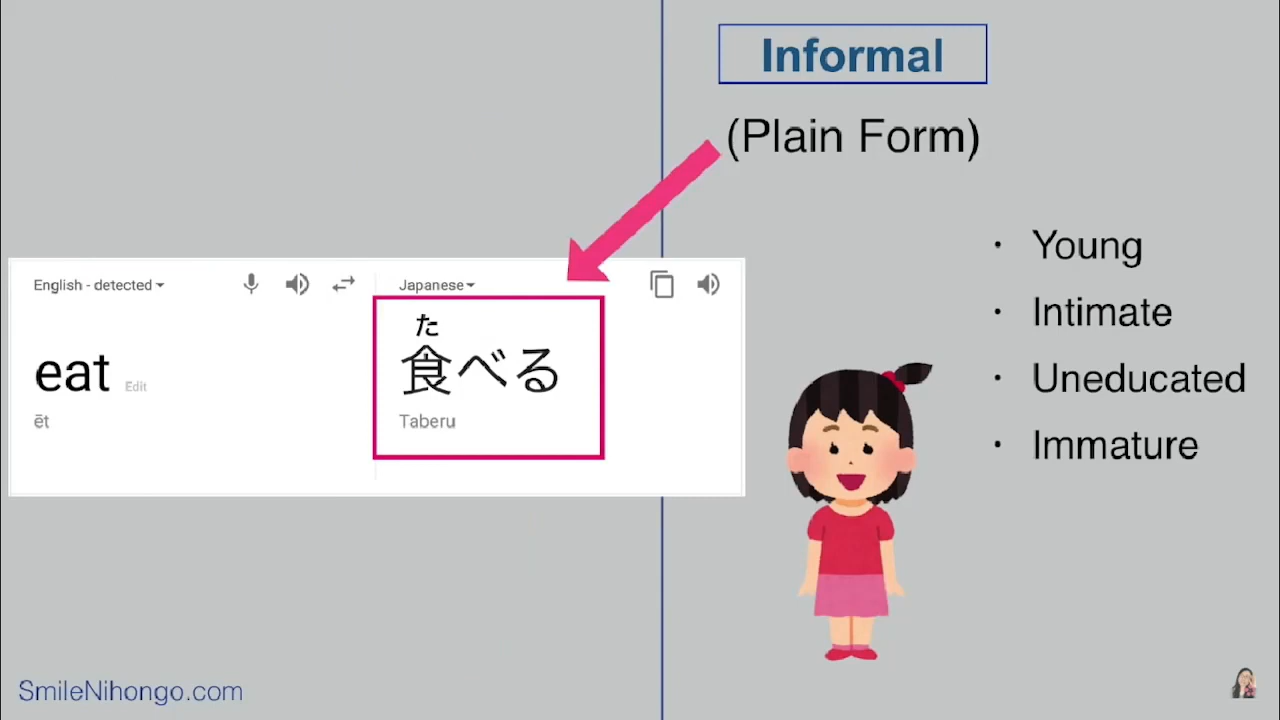 Informal
(Plain Form)
English - detected
Japanese
た
eat Edit
食べる
ēt
Taberu
・ Young
・ Intimate
・ Uneducated
・ Immature
SmileNihongo.com